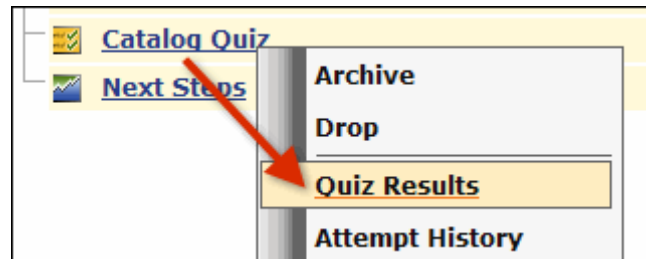 Catalog Quiz
Next Steps
Archive
Drop
Quiz Results
Attempt History